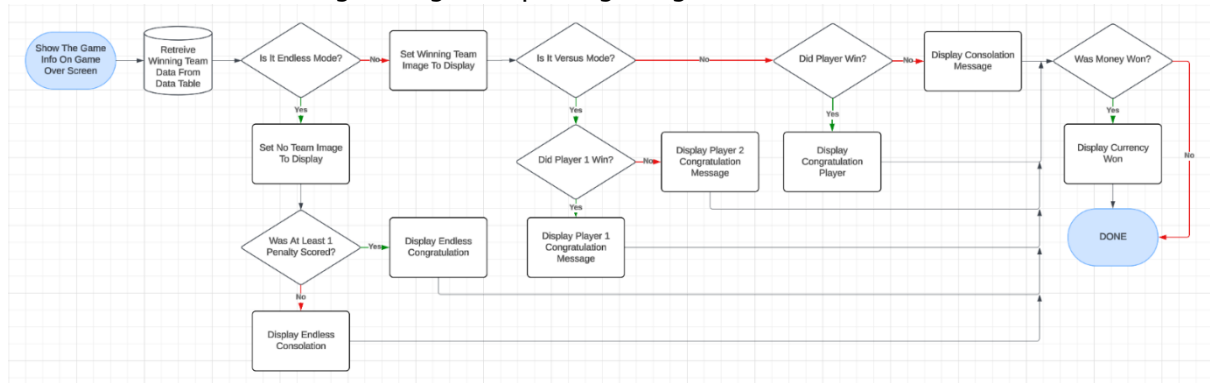 Show The Game
Info On Game
Over Screen
Retreive
Winning Team
Data From
Data Table
Is It Endless Mode?
No
Set Winning Team
Image To Display
Is It Versus Mode?
No
Did Player Win?
No
Display Consolation
Message
Was Money Won?
No
Yes
Set No Team Image
To Display
Yes
Did Player 1 Win?
No
Display Player 2
Congratulation
Message
Yes
Display
Congratulation
Player
Yes
Display Currency
Won
DONE
Was At Least 1
Penalty Scored?
Yes
Display Endless
Congratulation
Yes
Display Player 1
Congratulation
Message
No
Display Endless
Consolation